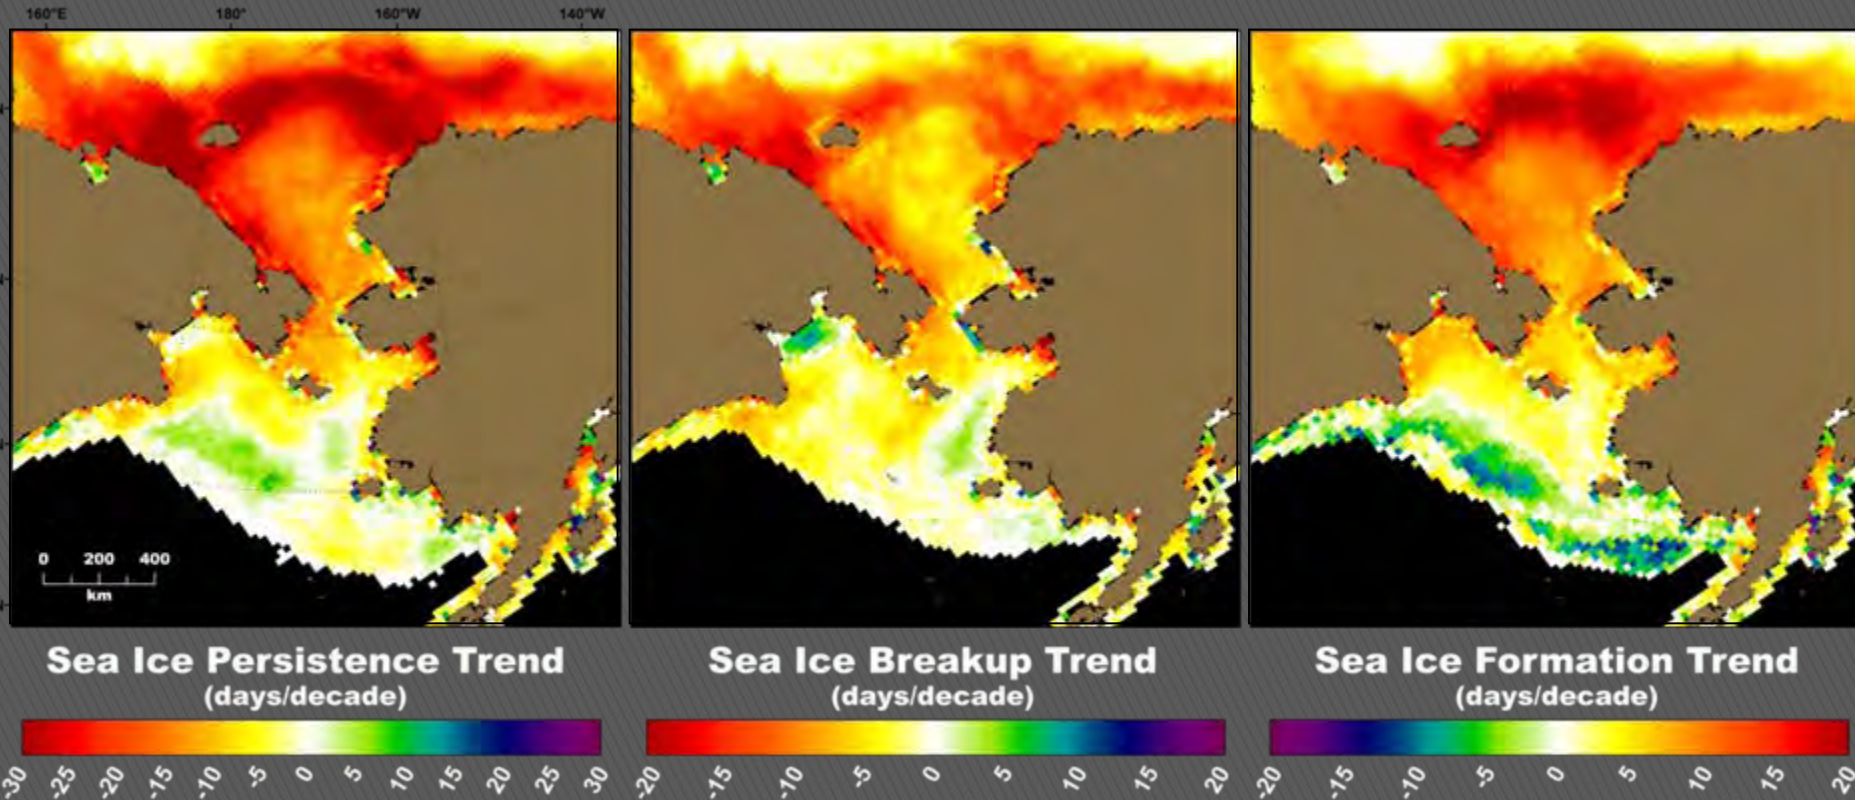 160°E 180° 160°W 140°W
0 200 400
km
Sea Ice Persistence Trend
(days/decade)
-30 -25 -20 -15 -10 -5 0 5 10 15 20 25 30
Sea Ice Breakup Trend
(days/decade)
-20 -15 -10 -5 0 5 10 15 20
Sea Ice Formation Trend
(days/decade)
-20 -15 -10 -5 0 5 10 15 20